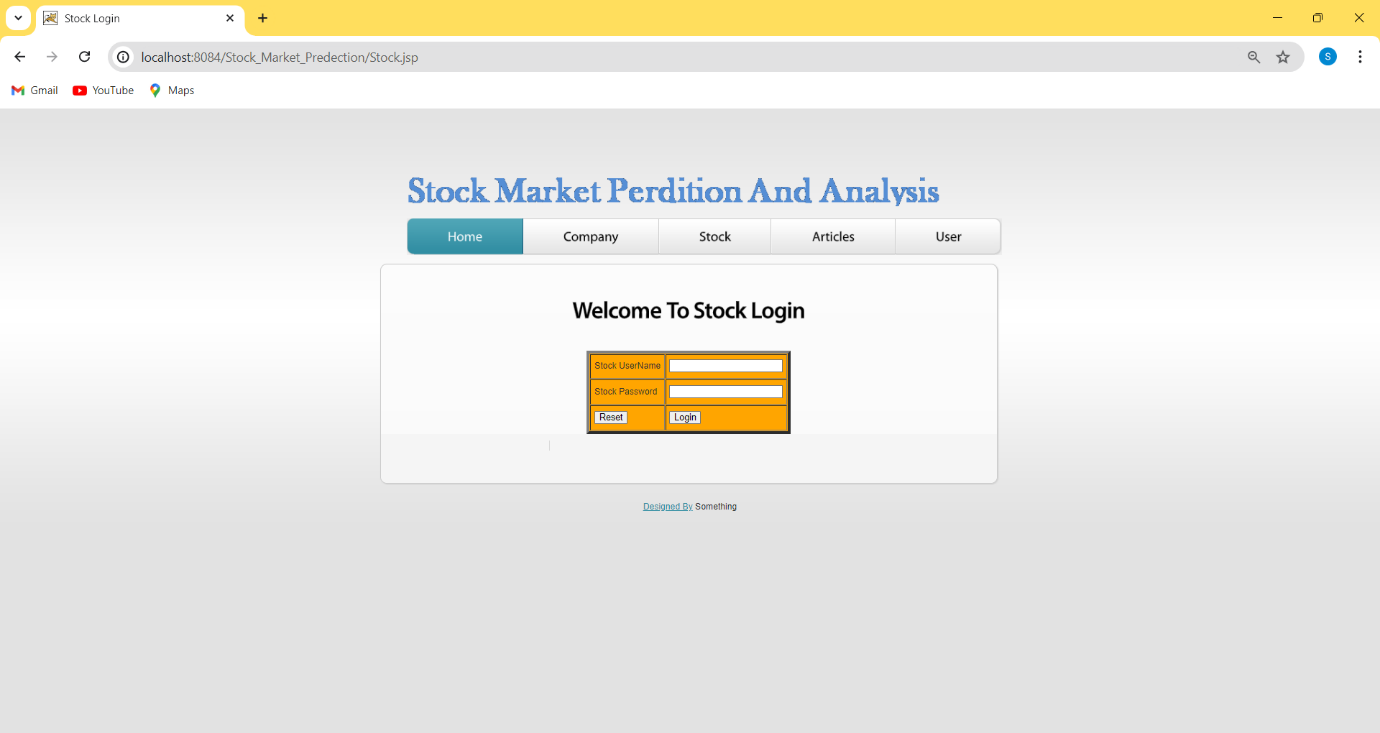 Stock Login
localhost:8084/Stock_Market_Predection/Stock.jsp
S
Gmail YouTube Maps
Stock Market Perdition And Analysis
Home Company Stock Articles User
Welcome To Stock Login
Stock UserName
Stock Password
Reset Login
Designed By Something